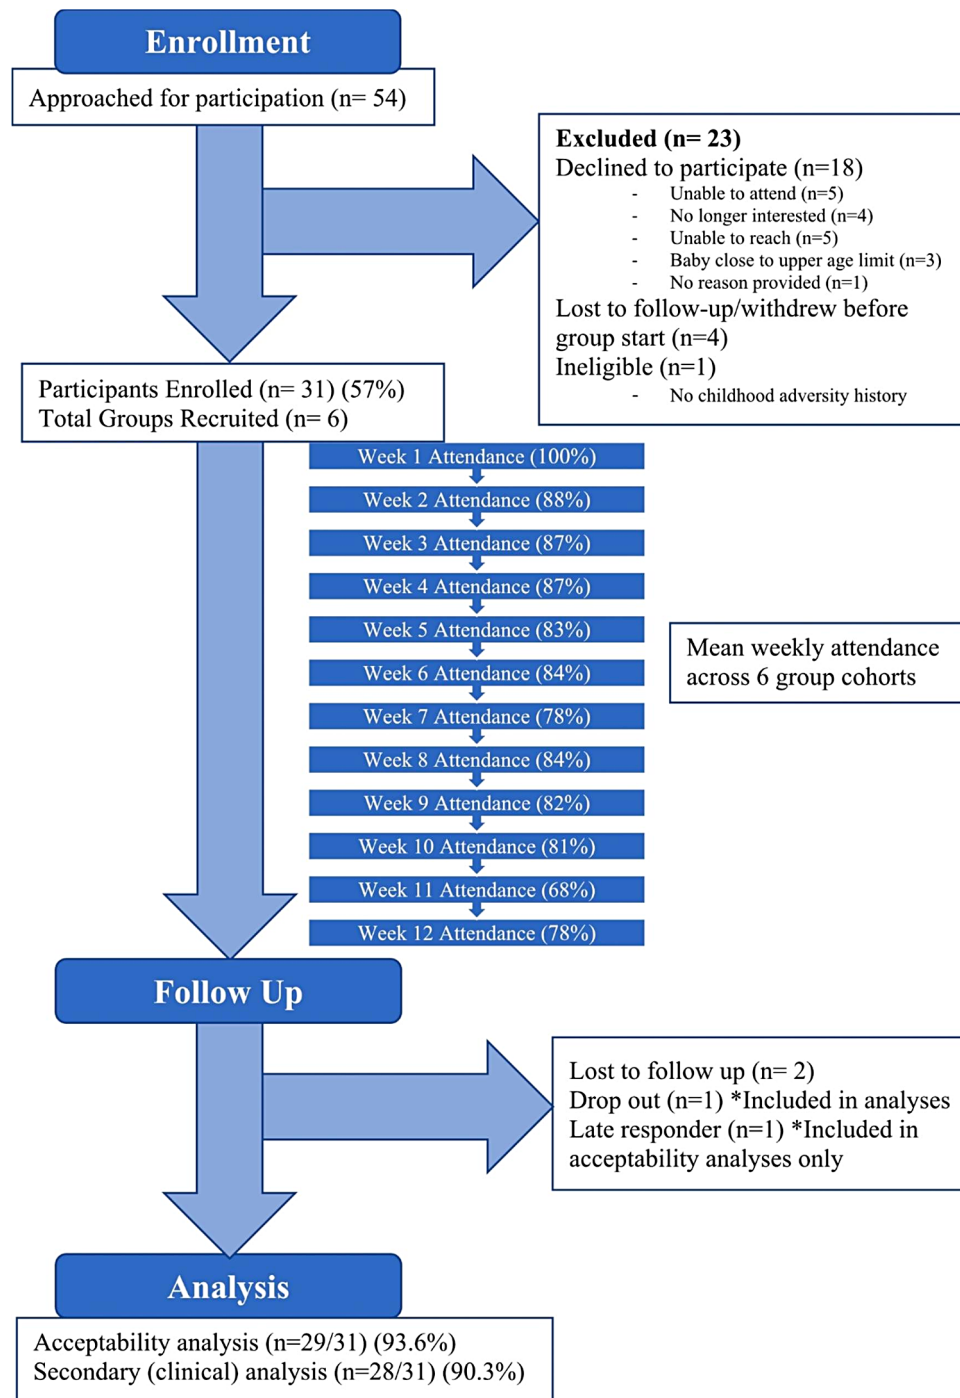 Enrollment
Approached for participation (n= 54)
Excluded (n= 23)
Declined to participate (n=18)
- Unable to attend (n=5)
- No longer interested (n=4)
- Unable to reach (n=5)
- Baby close to upper age limit (n=3)
- No reason provided (n=1)
Lost to follow-up/withdrew before
group start (n=4)
Ineligible (n=1)
- No childhood adversity history
Participants Enrolled (n= 31) (57%)
Total Groups Recruited (n= 6)
Week 1 Attendance (100%)
Week 2 Attendance (88%)
Week 3 Attendance (87%)
Week 4 Attendance (87%)
Week 5 Attendance (83%)
Week 6 Attendance (84%)
Week 7 Attendance (78%)
Week 8 Attendance (84%)
Week 9 Attendance (82%)
Week 10 Attendance (81%)
Week 11 Attendance (68%)
Week 12 Attendance (78%)
Mean weekly attendance
across 6 group cohorts
Follow Up
Lost to follow up (n= 2)
Drop out (n=1) *Included in analyses
Late responder (n=1) *Included in
acceptability analyses only
Analysis
Acceptability analysis (n=29/31) (93.6%)
Secondary (clinical) analysis (n=28/31) (90.3%)